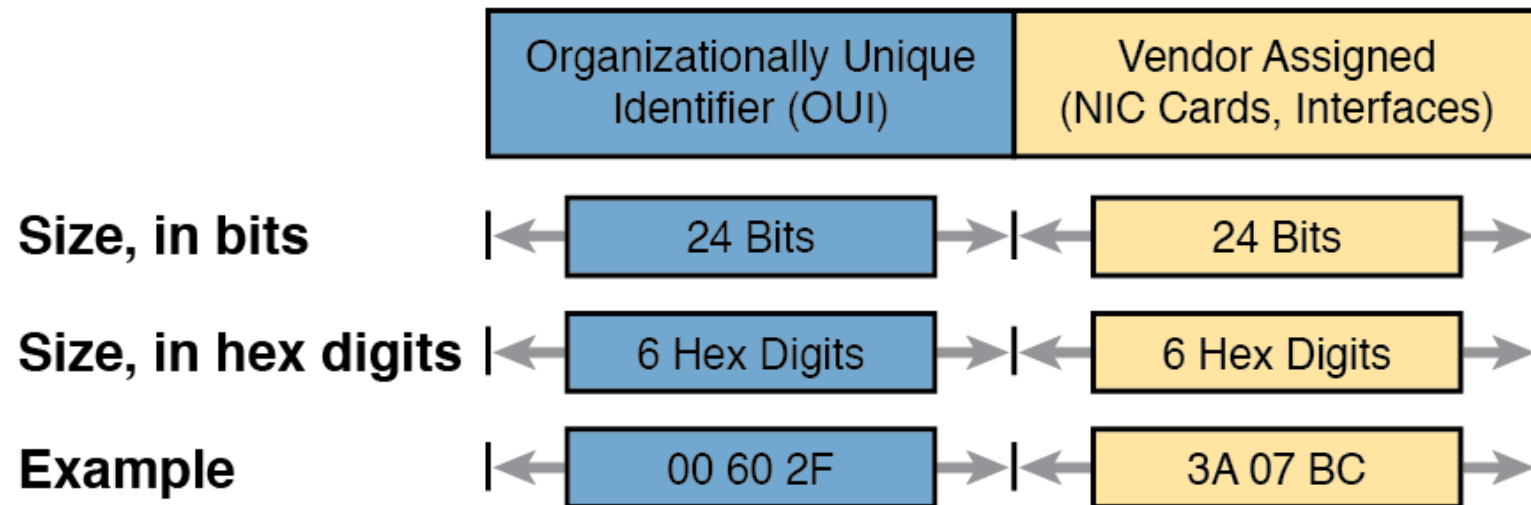 Organizationally Unique
Identifier (OUI)
Vendor Assigned
(NIC Cards, Interfaces)
Size, in bits
24 Bits
24 Bits
Size, in hex digits
6 Hex Digits
6 Hex Digits
Example
00 60 2F
3A 07 BC